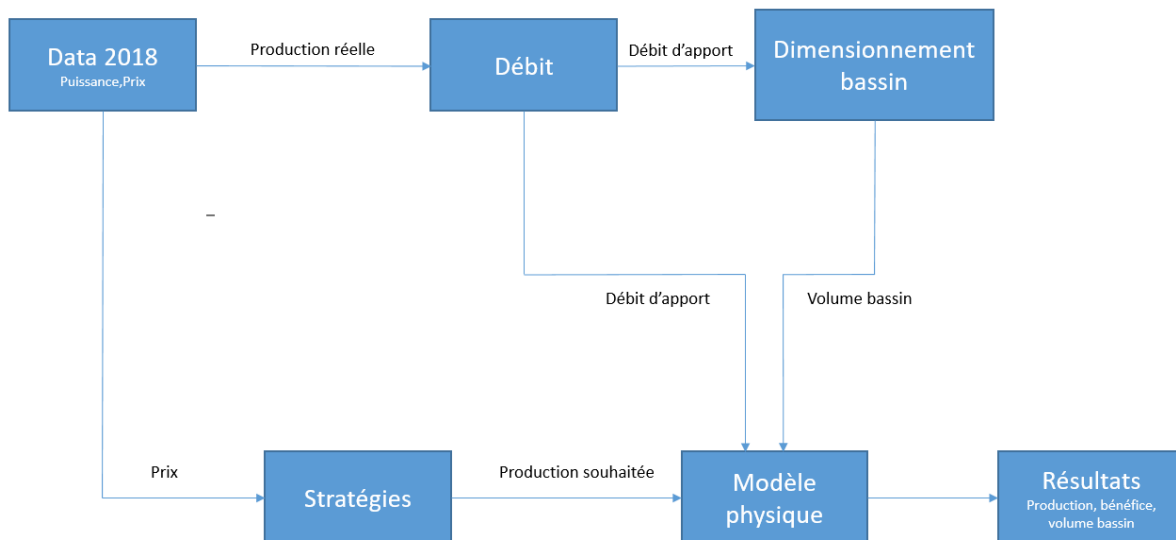 Data 2018
Puissance,Prix
Production réelle
Débit
Débit d'apport
Dimensionnement
bassin
–
Débit d'apport
Volume bassin
Prix
Stratégies
Production souhaitée
Modèle
physique
Résultats
Production, bénéfice,
volume bassin